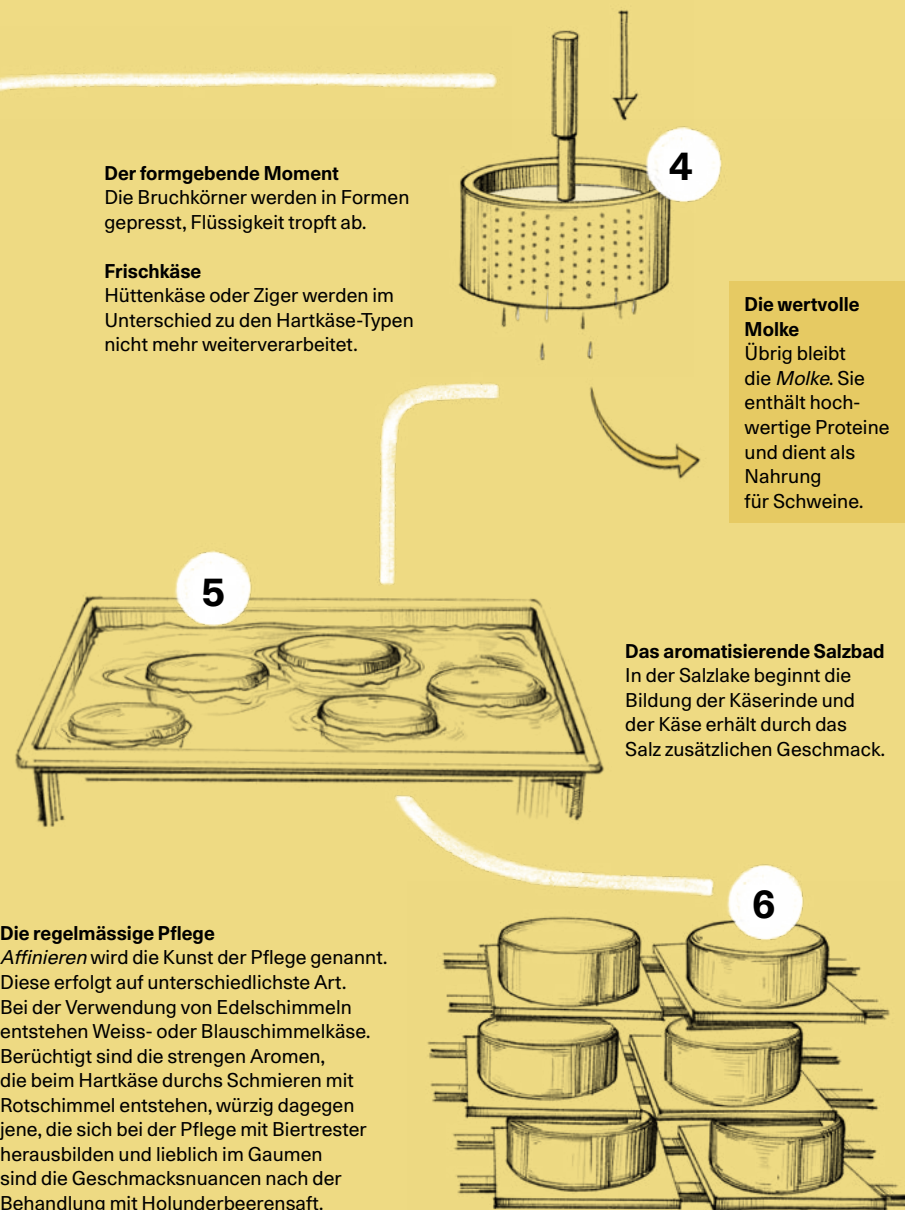 4
Der formgebende Moment
Die Bruchkörner werden in Formen
gepresst, Flüssigkeit tropft ab.
Frischkäse
Hüttenkäse oder Ziger werden im
Unterschied zu den Hartkäse-Typen
nicht mehr weiterverarbeitet.
Die wertvolle
Molke
Übrig bleibt
die Molke. Sie
enthält hoch-
wertige Proteine
und dient als
Nahrung
für Schweine.
5
Das aromatisierende Salzbad
In der Salzlake beginnt die
Bildung der Käserinde und
der Käse erhält durch das
Salz zusätzlichen Geschmack.
6
Die regelmässige Pflege
Affinieren wird die Kunst der Pflege genannt.
Diese erfolgt auf unterschiedlichste Art.
Bei der Verwendung von Edelschimmeln
entstehen Weiss- oder Blauschimmelkäse.
Berüchtigt sind die strengen Aromen,
die beim Hartkäse durchs Schmieren mit
Rotschimmel entstehen, würzig dagegen
jene, die sich bei der Pflege mit Biertrester
herausbilden und lieblich im Gaumen
sind die Geschmacksnuancen nach der
Behandlung mit Holunderbeerensaft.